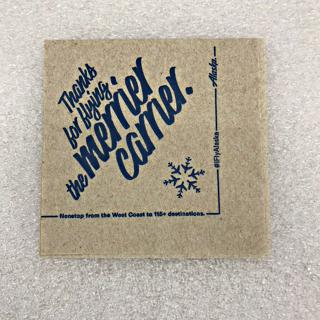 Thanks
for flying
the merrier
carrier.
Alaska
#iFlyAlaska
Nonstop from the West Coast to 115+ destinations.